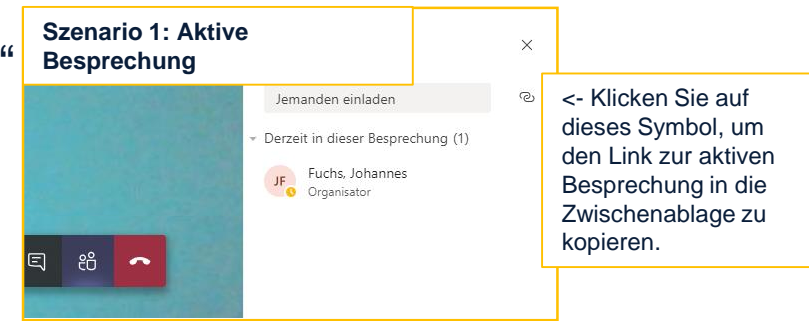 “
Szenario 1: Aktive
Besprechung
Jemanden einladen
Derzeit in dieser Besprechung (1)
JF
Fuchs, Johannes
Organisator
<- Klicken Sie auf
dieses Symbol, um
den Link zur aktiven
Besprechung in die
Zwischenablage zu
kopieren.